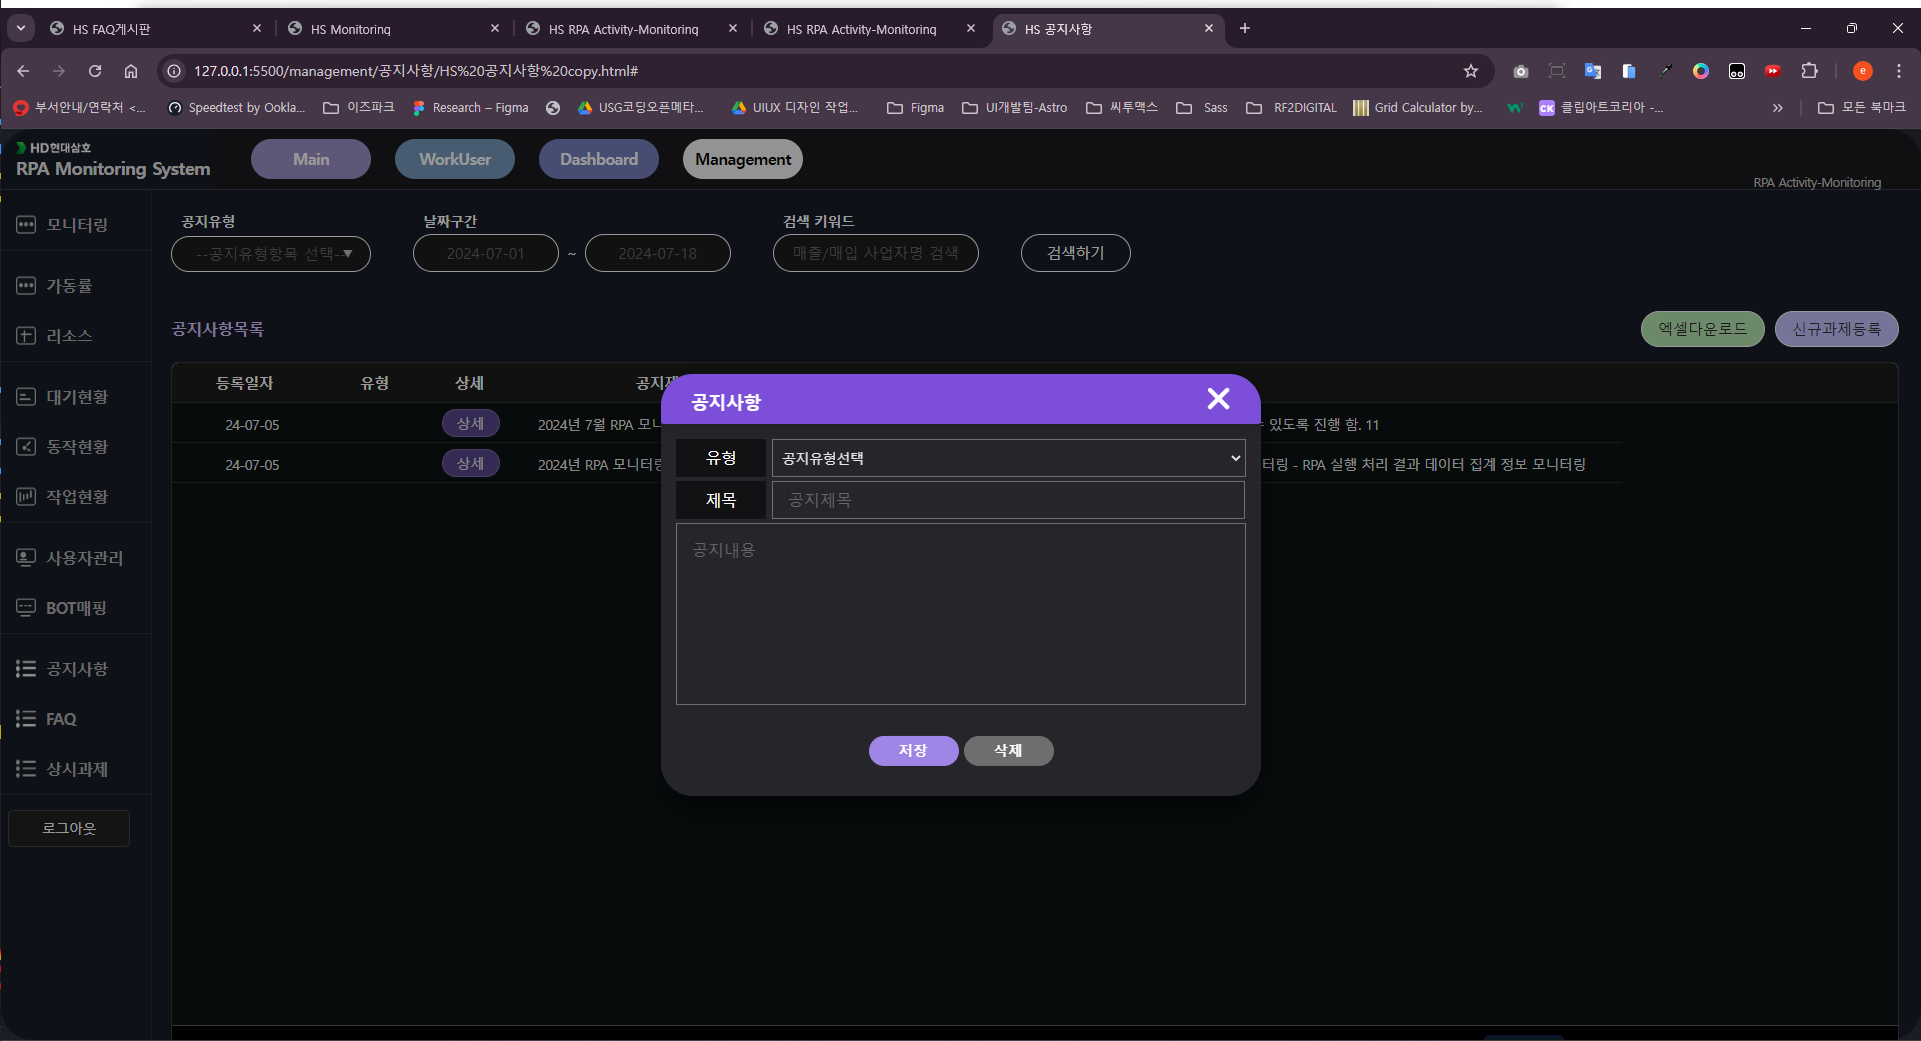 HS FAQ게시판
HS Monitoring
HS RPA Activity-Monitoring
HS RPA Activity-Monitoring
HS 공지사항
127.0.0.1:5500/management/공지사항/HS%20공지사항%20copy.html#
e
부서안내/연락처 <...
Speedtest by Ookla...
이즈파크
Research – Figma
USG코딩오픈메타...
UIUX 디자인 작업...
Figma
UI개발팀-Astro
씨투맥스
Sass
RF2DIGITAL
Grid Calculator by...
CK 클립아트코리아 -...
모든 북마크
HD현대삼호
RPA Monitoring System
Main
WorkUser
Dashboard
Management
RPA Activity-Monitoring
모니터링
가동률
리소스
대기현황
동작현황
작업현황
사용자관리
BOT매핑
공지사항
FAQ
상시과제
로그아웃
공지유형
날짜구간
검색 키워드
--공지유형항목 선택--▼
2024-07-01 ~ 2024-07-18
매출/매입 사업자명 검색
검색하기
공지사항목록
엑셀다운로드
신규과제등록
등록일자 유형 상세 공지제
24-07-05 상세 2024년 7월 RPA 모니
있도록 진행 함. 11
24-07-05 상세 2024년 RPA 모니터링
터링 - RPA 실행 처리 결과 데이터 집계 정보 모니터링
공지사항
유형 공지유형선택
제목 공지제목
공지내용
저장 삭제